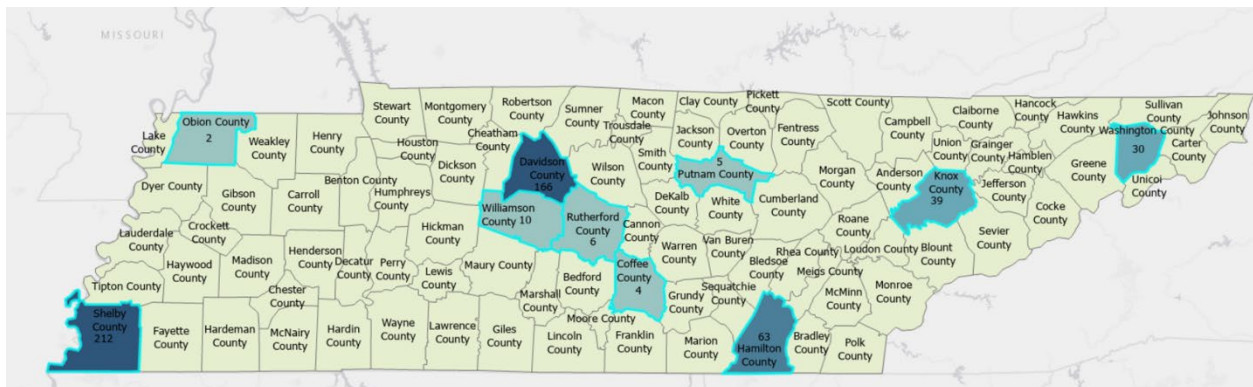 MISSOURI
Stewart
County
Montgomery
County
Robertson
County
Sumner
County
Macon
County
Clay County
Pickett
County
Scott County
Claiborne
County
Hancock
County
Hawkins
County
Sullivan
County
Johnson
County
Obion County
2
Lake
County
Weakley
County
Henry
County
Houston
County
Cheatham
County
Trousdale
County
Jackson
County
Overton
County
Fentress
County
Campbell
County
Union
County
Grainger
County
Hamblen
County
Greene
County
Washington County
30
Carter
County
Unicoi
County
Dyer County
Gibson
County
Carroll
County
Benton County
Humphreys
County
Dickson
County
Davidson
County
166
Wilson
County
Smith
County
5
Putnam County
Morgan
County
Anderson
County
Knox
County
39
Jefferson
County
Cocke
County
Lauderdale
County
Crockett
County
Henderson
County
Decatur
County
Perry
County
Hickman
County
Williamson
County 10
Rutherford
County
6
Cannon
County
DeKalb
County
White
County
Cumberland
County
Roane
County
Loudon County
Blount
County
Sevier
County
Tipton County
Haywood
County
Madison
County
Chester
County
Lewis
County
Maury County
Marshall
County
Bedford
County
Coffee
County
4
Warren
County
Van Buren
County
Bledsoe
County
Rhea County
Meigs County
McMinn
County
Monroe
County
Shelby
County
212
Fayette
County
Hardeman
County
McNairy
County
Hardin
County
Wayne
County
Lawrence
County
Giles
County
Lincoln
County
Moore County
Franklin
County
Grundy
County
Sequatchie
County
Marion
County
63
Hamilton
County
Bradley
County
Polk
County